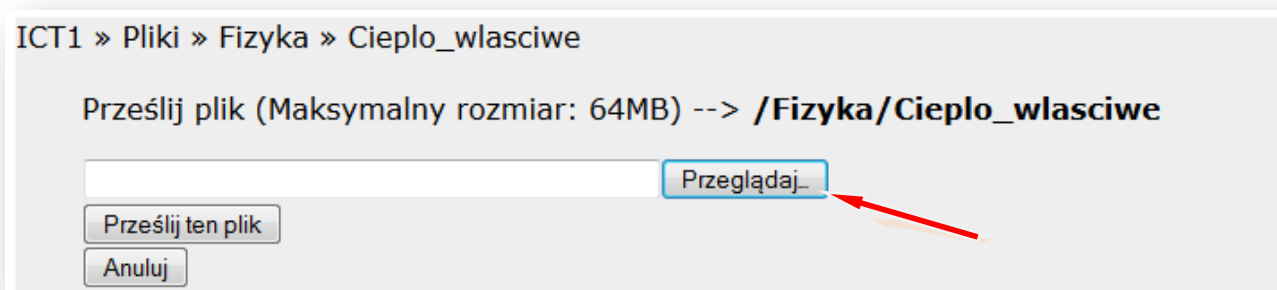 ICT1 » Pliki » Fizyka » Cieplo_wlasciwe
Prześlij plik (Maksymalny rozmiar: 64MB) --> /Fizyka/Cieplo_wlasciwe
Przeglądaj...
Prześlij ten plik
Anuluj